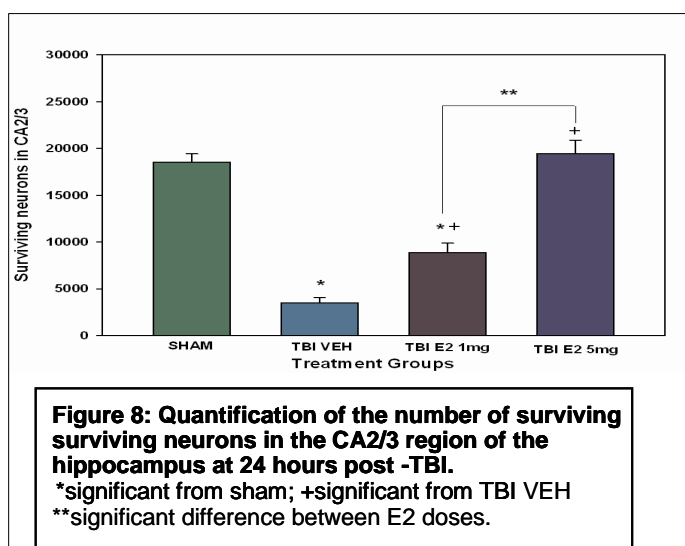 30000
25000
20000
15000
10000
5000
0
Surviving neurons in CA2/3
**
+
* +
*
SHAM TBI VEH TBI E2 1mg TBI E2 5mg
Treatment Groups
Figure 8: Quantification of the number of surviving
surviving neurons in the CA2/3 region of the
hippocampus at 24 hours post -TBI.
*significant from sham; +significant from TBI VEH
**significant difference between E2 doses.